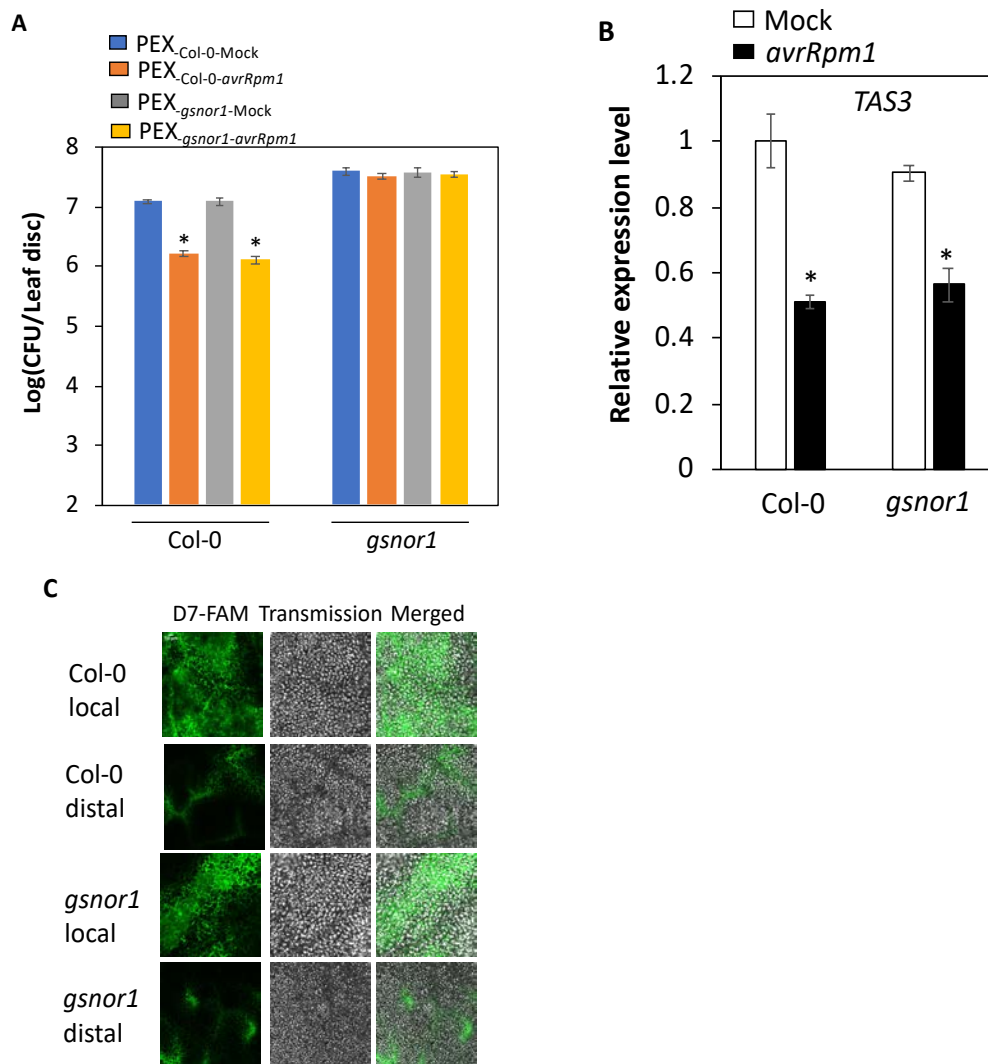 A
PEX-Col-0-Mock
PEX-Col-0-avrRpm1
PEX-gsnor1-Mock
PEX-gsnor1-avrRpm1
8
7
6
5
4
3
2
Log(CFU/Leaf disc)
*
*
Col-0
gsnor1
B
Mock
avrRpm1
1.2
1
0.8
0.6
0.4
0.2
0
Relative expression level
TAS3
*
*
Col-0
gsnor1
C
D7-FAM Transmission Merged
Col-0
local
Col-0
distal
gsnor1
local
gsnor1
distal